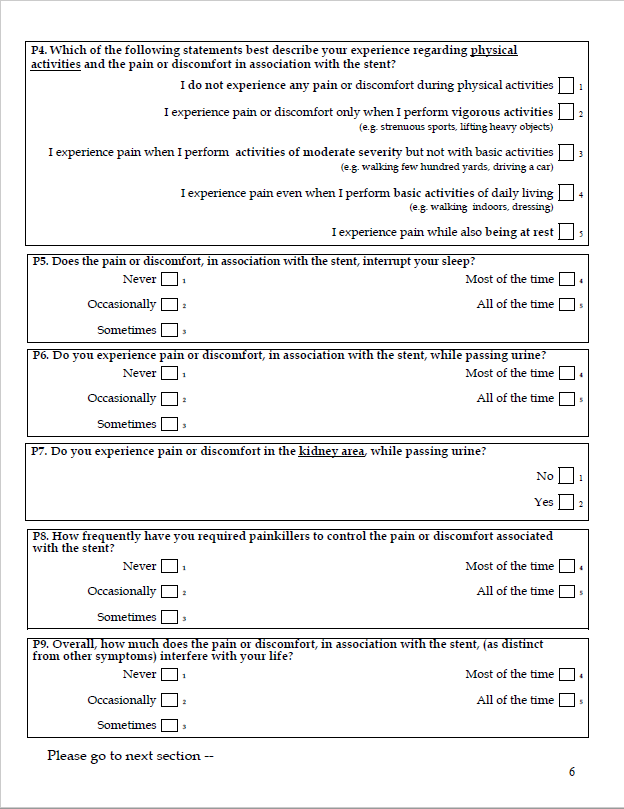 P4. Which of the following statements best describe your experience regarding physical
activities and the pain or discomfort in association with the stent?
I do not experience any pain or discomfort during physical activities 1
I experience pain or discomfort only when I perform vigorous activities 2
(e.g. strenuous sports, lifting heavy objects)
I experience pain when I perform activities of moderate severity but not with basic activities 3
(e.g. walking few hundred yards, driving a car)
I experience pain even when I perform basic activities of daily living 4
(e.g. walking indoors, dressing)
I experience pain while also being at rest 5
P5. Does the pain or discomfort, in association with the stent, interrupt your sleep?
Never 1 Most of the time 4
Occasionally 2 All of the time 5
Sometimes 3
P6. Do you experience pain or discomfort, in association with the stent, while passing urine?
Never 1 Most of the time 4
Occasionally 2 All of the time 5
Sometimes 3
P7. Do you experience pain or discomfort in the kidney area, while passing urine?
No 1
Yes 2
P8. How frequently have you required painkillers to control the pain or discomfort associated
with the stent?
Never 1 Most of the time 4
Occasionally 2 All of the time 5
Sometimes 3
P9. Overall, how much does the pain or discomfort, in association with the stent, (as distinct
from other symptoms) interfere with your life?
Never 1 Most of the time 4
Occasionally 2 All of the time 5
Sometimes 3
Please go to next section --
6